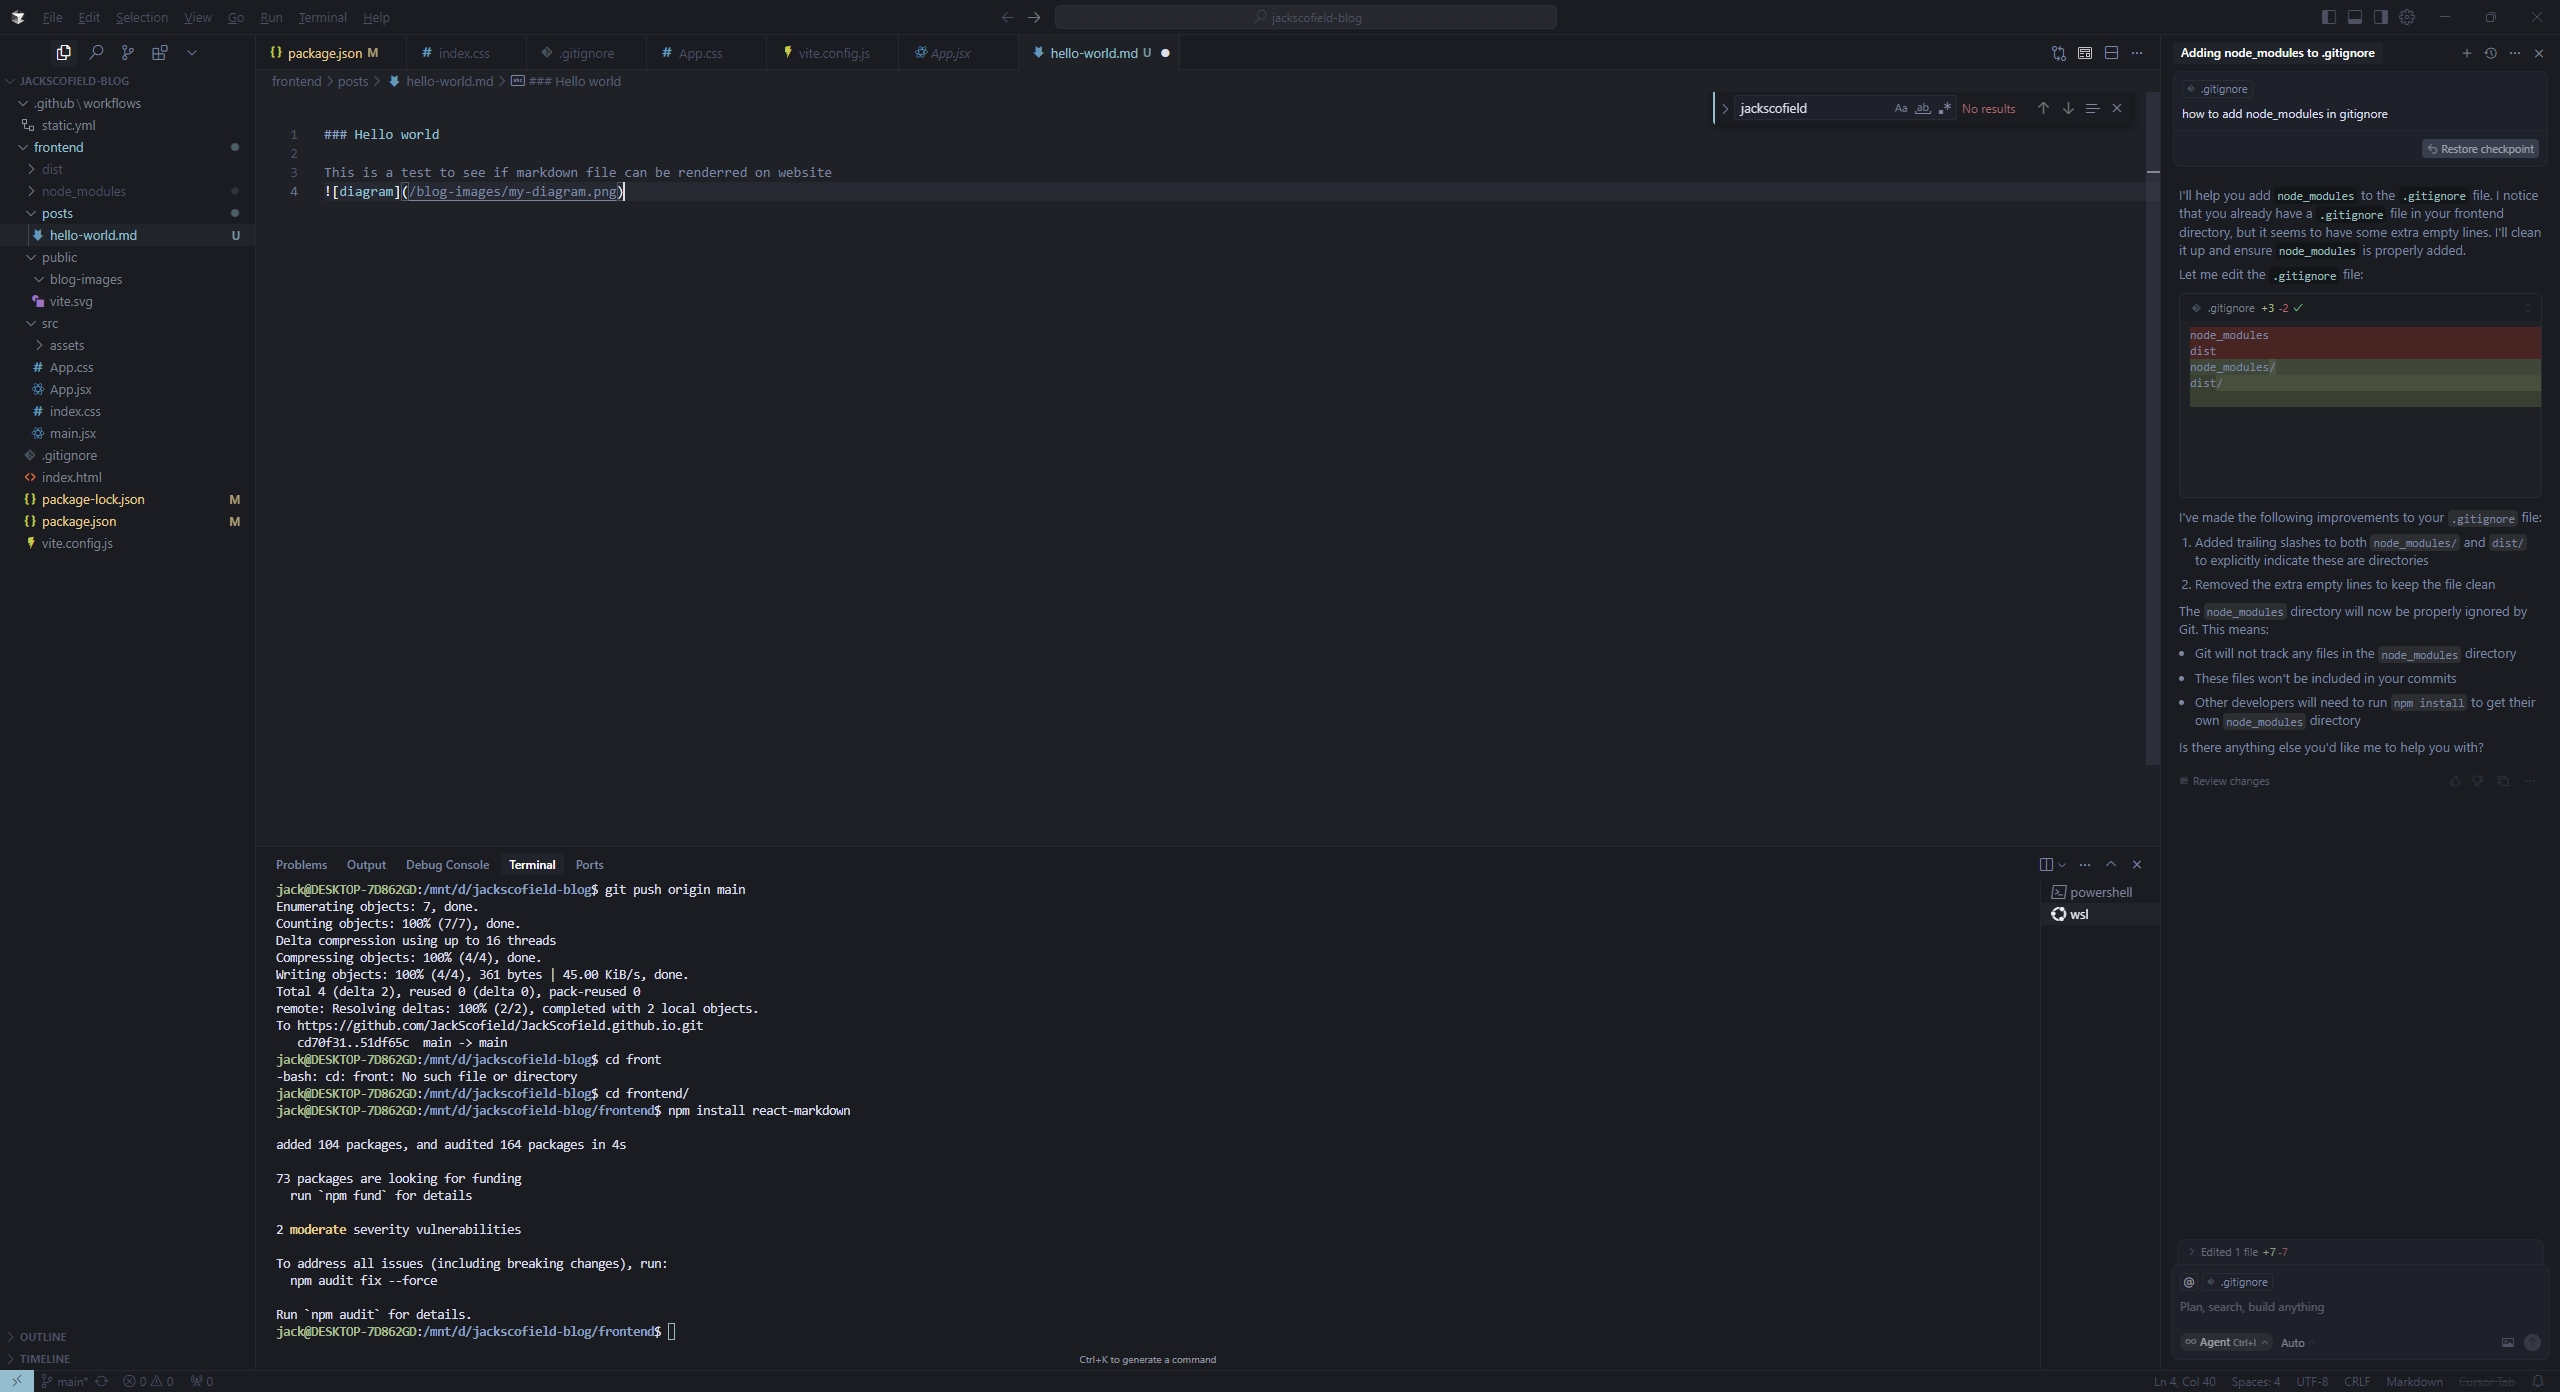 File Edit Selection View Go Run Terminal Help
jackscofield-blog
JACKSCOFIELD-BLOG
.github\workflows
static.yml
frontend
dist
node_modules
posts
hello-world.md U
public
blog-images
vite.svg
src
assets
App.css
App.jsx
index.css
main.jsx
.gitignore
index.html
package-lock.json M
package.json M
vite.config.js
OUTLINE
TIMELINE
package.json M index.css .gitignore App.css vite.config.js App.jsx hello-world.md U
frontend > posts > hello-world.md > ### Hello world
jackscofield Aa ab .* No results
1 ### Hello world
2
3 This is a test to see if markdown file can be renderred on website
4 ![diagram](/blog-images/my-diagram.png)
Problems Output Debug Console Terminal Ports
jack@DESKTOP-7D862GD:/mnt/d/jackscofield-blog$ git push origin main
Enumerating objects: 7, done.
Counting objects: 100% (7/7), done.
Delta compression using up to 16 threads
Compressing objects: 100% (4/4), done.
Writing objects: 100% (4/4), 361 bytes | 45.00 KiB/s, done.
Total 4 (delta 2), reused 0 (delta 0), pack-reused 0
remote: Resolving deltas: 100% (2/2), completed with 2 local objects.
To https://github.com/JackScofield/JackScofield.github.io.git
cd70f31..51df65c main -> main
jack@DESKTOP-7D862GD:/mnt/d/jackscofield-blog$ cd front
-bash: cd: front: No such file or directory
jack@DESKTOP-7D862GD:/mnt/d/jackscofield-blog$ cd frontend/
jack@DESKTOP-7D862GD:/mnt/d/jackscofield-blog/frontend$ npm install react-markdown
added 104 packages, and audited 164 packages in 4s
73 packages are looking for funding
run `npm fund` for details
2 moderate severity vulnerabilities
To address all issues (including breaking changes), run:
npm audit fix --force
Run `npm audit` for details.
jack@DESKTOP-7D862GD:/mnt/d/jackscofield-blog/frontend$
Ctrl+K to generate a command
powershell
wsl
Adding node_modules to .gitignore
.gitignore
how to add node_modules in gitignore
Restore checkpoint
I'll help you add node_modules to the .gitignore file. I notice
that you already have a .gitignore file in your frontend
directory, but it seems to have some extra empty lines. I'll clean
it up and ensure node_modules is properly added.
Let me edit the .gitignore file:
.gitignore +3 -2
node_modules
dist
node_modules/
dist/
I've made the following improvements to your .gitignore file:
1. Added trailing slashes to both node_modules/ and dist/
to explicitly indicate these are directories
2. Removed the extra empty lines to keep the file clean
The node_modules directory will now be properly ignored by
Git. This means:
• Git will not track any files in the node_modules directory
• These files won't be included in your commits
• Other developers will need to run npm install to get their
own node_modules directory
Is there anything else you'd like me to help you with?
Review changes
Edited 1 file +7 -7
@ .gitignore
Plan, search, build anything
Agent Ctrl+I Auto
main* 0 0 0
Ln 4, Col 40 Spaces: 4 UTF-8 CRLF Markdown Cursor Tab